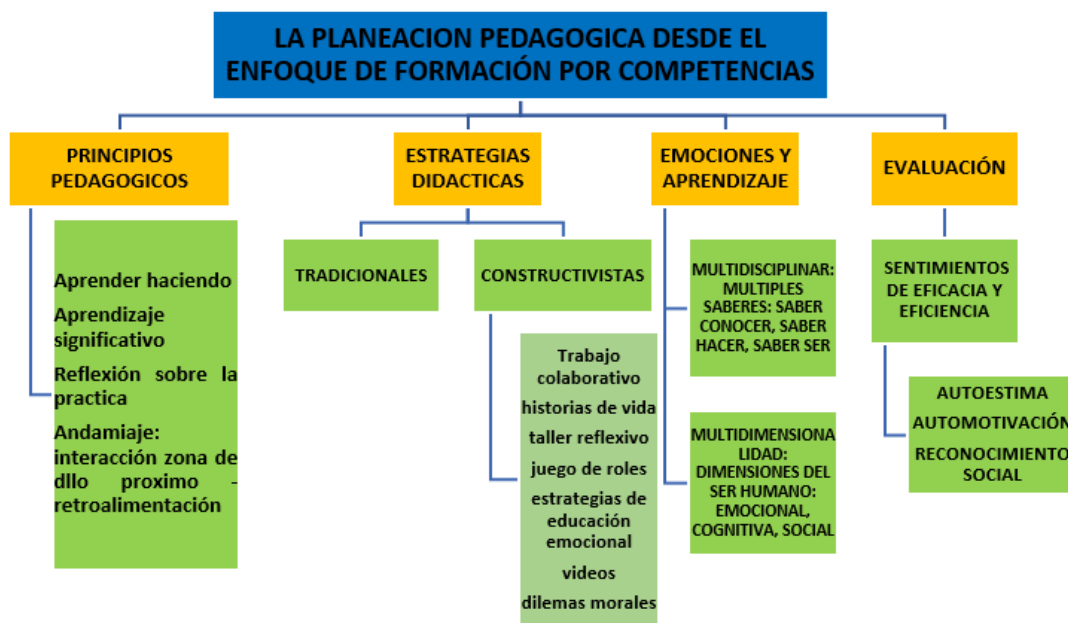 LA PLANEACION PEDAGOGICA DESDE EL
ENFOQUE DE FORMACIÓN POR COMPETENCIAS
PRINCIPIOS
PEDAGOGICOS
Aprender haciendo
Aprendizaje
significativo
Reflexión sobre la
practica
Andamiaje:
interacción zona de
dllo proximo -
retroalimentación
ESTRATEGIAS
DIDACTICAS
TRADICIONALES
CONSTRUCTIVISTAS
Trabajo
colaborativo
historias de vida
taller reflexivo
juego de roles
estrategias de
educación
emocional
videos
dilemas morales
EMOCIONES Y
APRENDIZAJE
MULTIDISCIPLINAR:
MULTIPLES
SABERES: SABER
CONOCER, SABER
HACER, SABER SER
MULTIDIMENSIONA
LIDAD:
DIMENSIONES DEL
SER HUMANO:
EMOCIONAL,
COGNITIVA, SOCIAL
EVALUACIÓN
SENTIMIENTOS
DE EFICACIA Y
EFICIENCIA
AUTOESTIMA
AUTOMOTIVACIÓN
RECONOCIMIENTO
SOCIAL